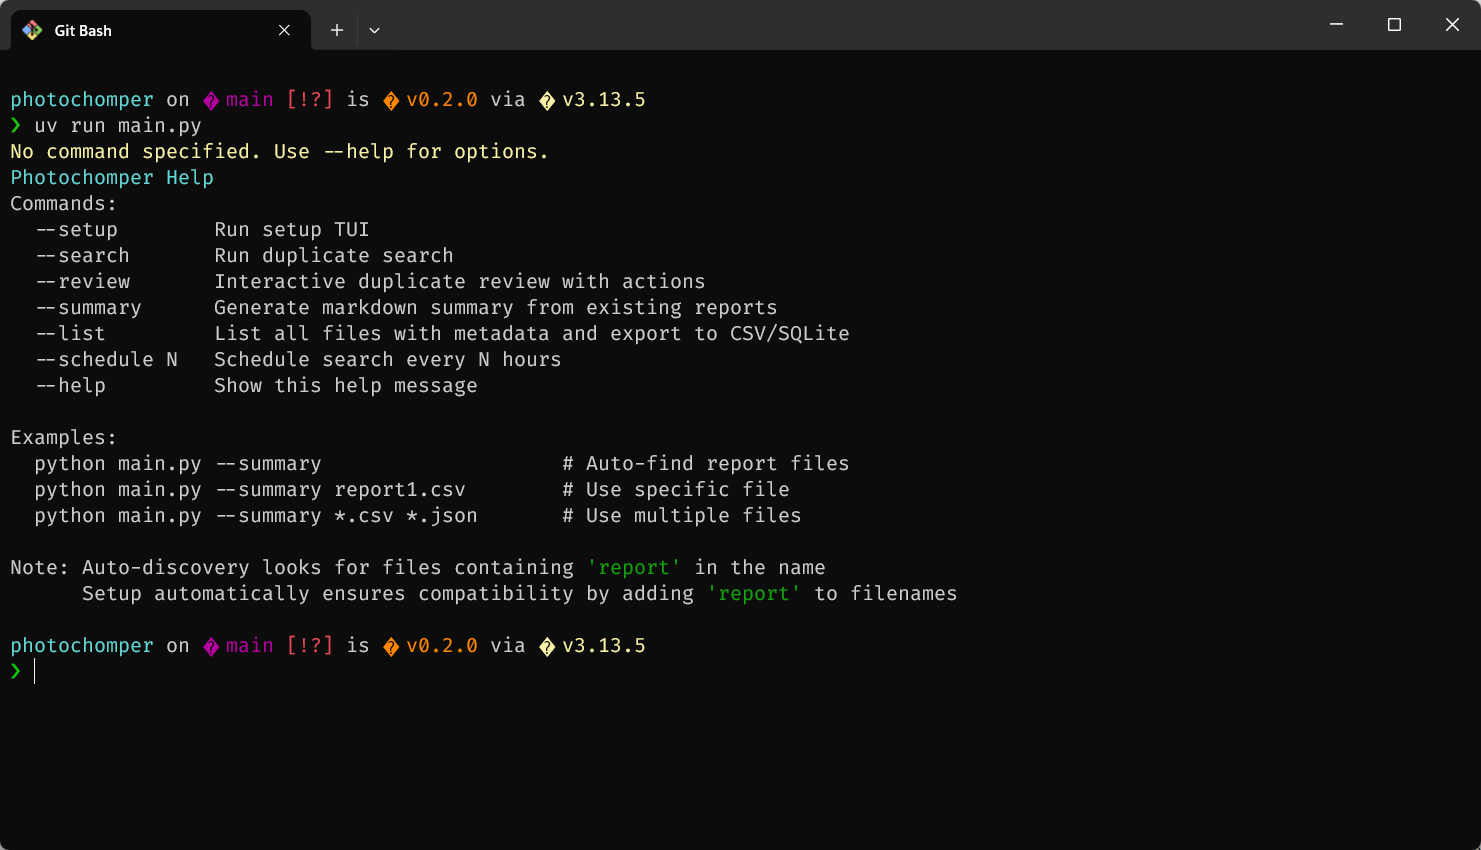 Git Bash
photochomper on � main [!?] is � v0.2.0 via � v3.13.5
❯ uv run main.py
No command specified. Use --help for options.
Photochomper Help
Commands:
  --setup        Run setup TUI
  --search       Run duplicate search
  --review       Interactive duplicate review with actions
  --summary      Generate markdown summary from existing reports
  --list         List all files with metadata and export to CSV/SQLite
  --schedule N   Schedule search every N hours
  --help         Show this help message
Examples:
  python main.py --summary                    # Auto-find report files
  python main.py --summary report1.csv        # Use specific file
  python main.py --summary *.csv *.json       # Use multiple files
Note: Auto-discovery looks for files containing 'report' in the name
      Setup automatically ensures compatibility by adding 'report' to filenames
photochomper on � main [!?] is � v0.2.0 via � v3.13.5
❯